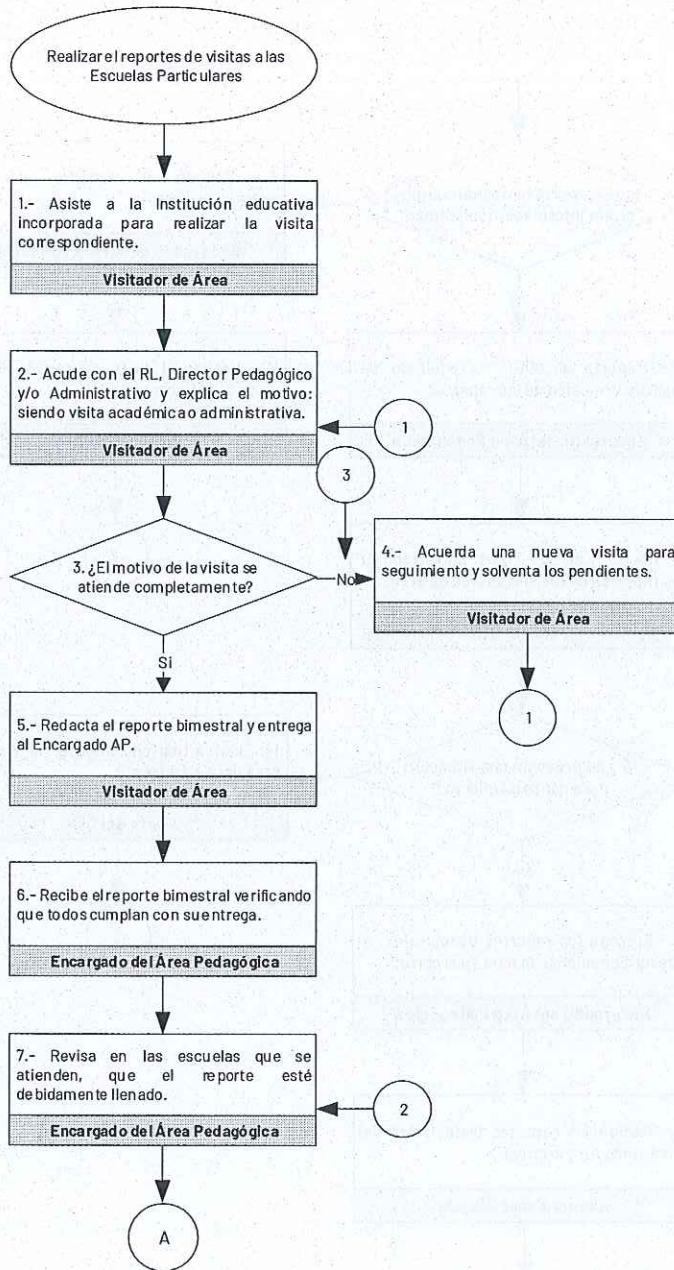 Realizar el reportes de visitas a las
Escuelas Particulares
1.- Asiste a la Institución educativa
incorporada para realizar la visita
correspondiente.
Visitador de Área
2.- Acude con el RL, Director Pedagógico
y/o Administrativo y explica el motivo:
siendo visita académica o administrativa.
Visitador de Área
1
3
3. ¿El motivo de la visita se
atiende completamente?
No
4.- Acuerda una nueva visita para
seguimiento y solventa los pendientes.
Visitador de Área
1
Si
5.- Redacta el reporte bimestral y entrega
al Encargado AP.
Visitador de Área
6.- Recibe el reporte bimestral verificando
que todos cumplan con su entrega.
Encargado del Área Pedagógica
7.- Revisa en las escuelas que se
atienden, que el reporte esté
debidamente llenado.
Encargado del Área Pedagógica
2
A